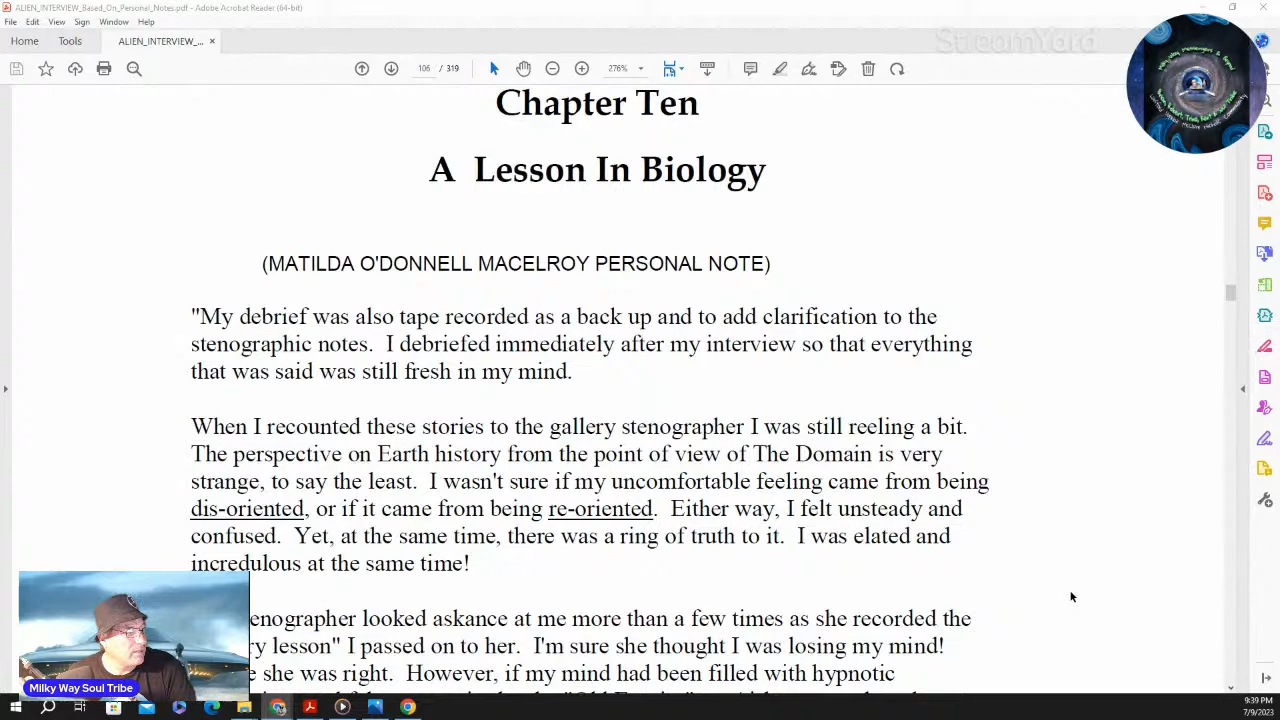 ALIEN_INTERVIEW_Based_On_Personal_Notes.pdf - Adobe Acrobat Reader (64-bit)
File Edit View Sign Window Help
Home Tools ALIEN_INTERVIEW_... ×
106 / 319 276%
StreamYard
Chapter Ten
A Lesson In Biology
(MATILDA O'DONNELL MACELROY PERSONAL NOTE)
"My debrief was also tape recorded as a back up and to add clarification to the
stenographic notes. I debriefed immediately after my interview so that everything
that was said was still fresh in my mind.
When I recounted these stories to the gallery stenographer I was still reeling a bit.
The perspective on Earth history from the point of view of The Domain is very
strange, to say the least. I wasn't sure if my uncomfortable feeling came from being
dis-oriented, or if it came from being re-oriented. Either way, I felt unsteady and
confused. Yet, at the same time, there was a ring of truth to it. I was elated and
incredulous at the same time!
enographer looked askance at me more than a few times as she recorded the
ry lesson" I passed on to her. I'm sure she thought I was losing my mind!
she was right. However, if my mind had been filled with hypnotic
Milky Way Soul Tribe
9:39 PM
7/9/2023